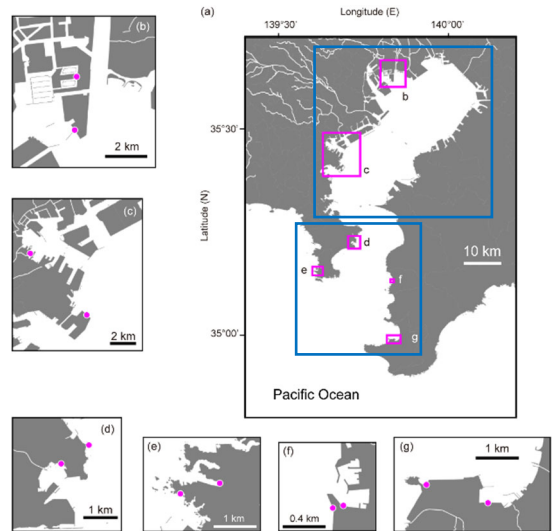 (a)
Longitude (E)
139°30'
140°00'
35°30'
Latitude (N)
35°00'
b
c
d
e
f
g
10 km
Pacific Ocean
(b)
2 km
(c)
2 km
(d)
1 km
(e)
1 km
(f)
0.4 km
(g)
1 km